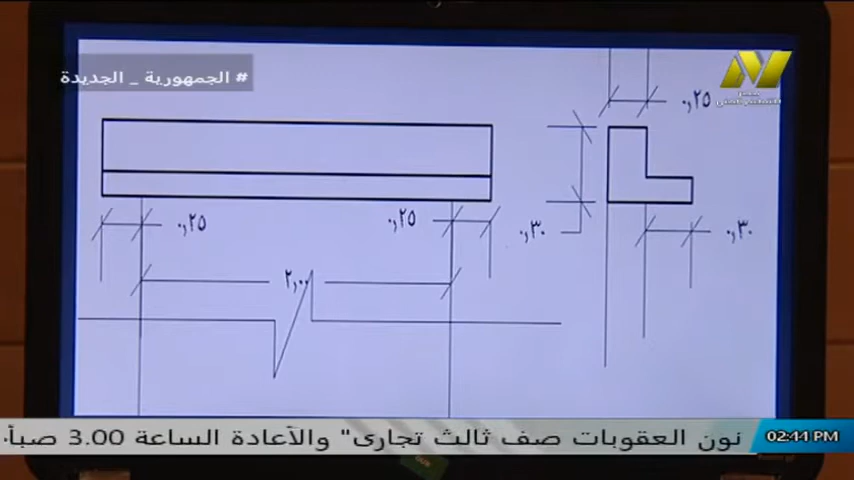 # الجمهورية _ الجديدة
٠,٢٥
٠,٢٥
٠,٢٥
٠,٣٠
٠,٣٠
٢,٠٠
نون العقوبات صف ثالث تجارى" والآعادة الساعة 3.00 صبا
02:44 PM